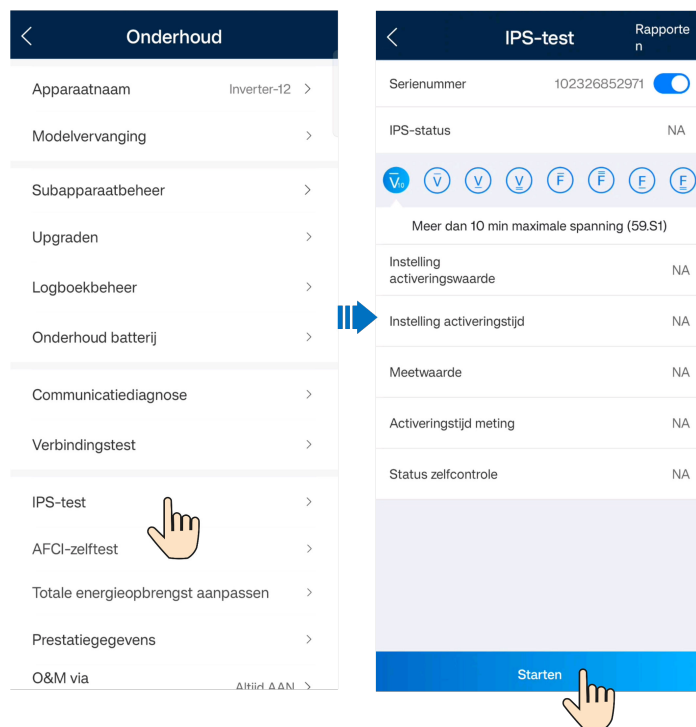 Onderhoud
Apparaatnaam Inverter-12
Modelvervanging
Subapparaatbeheer
Upgraden
Logboekbeheer
Onderhoud batterij
Communicatiediagnose
Verbindingstest
IPS-test
AFCI-zelftest
Totale energieopbrengst aanpassen
Prestatiegegevens
O&M via
Altijd AAN
IPS-test
Rapporte
n
Serienummer 102326852971
IPS-status NA
V10 V V V F F F F
Meer dan 10 min maximale spanning (59.S1)
Instelling
activeringswaarde NA
Instelling activeringstijd NA
Meetwaarde NA
Activeringstijd meting NA
Status zelfcontrole NA
Starten